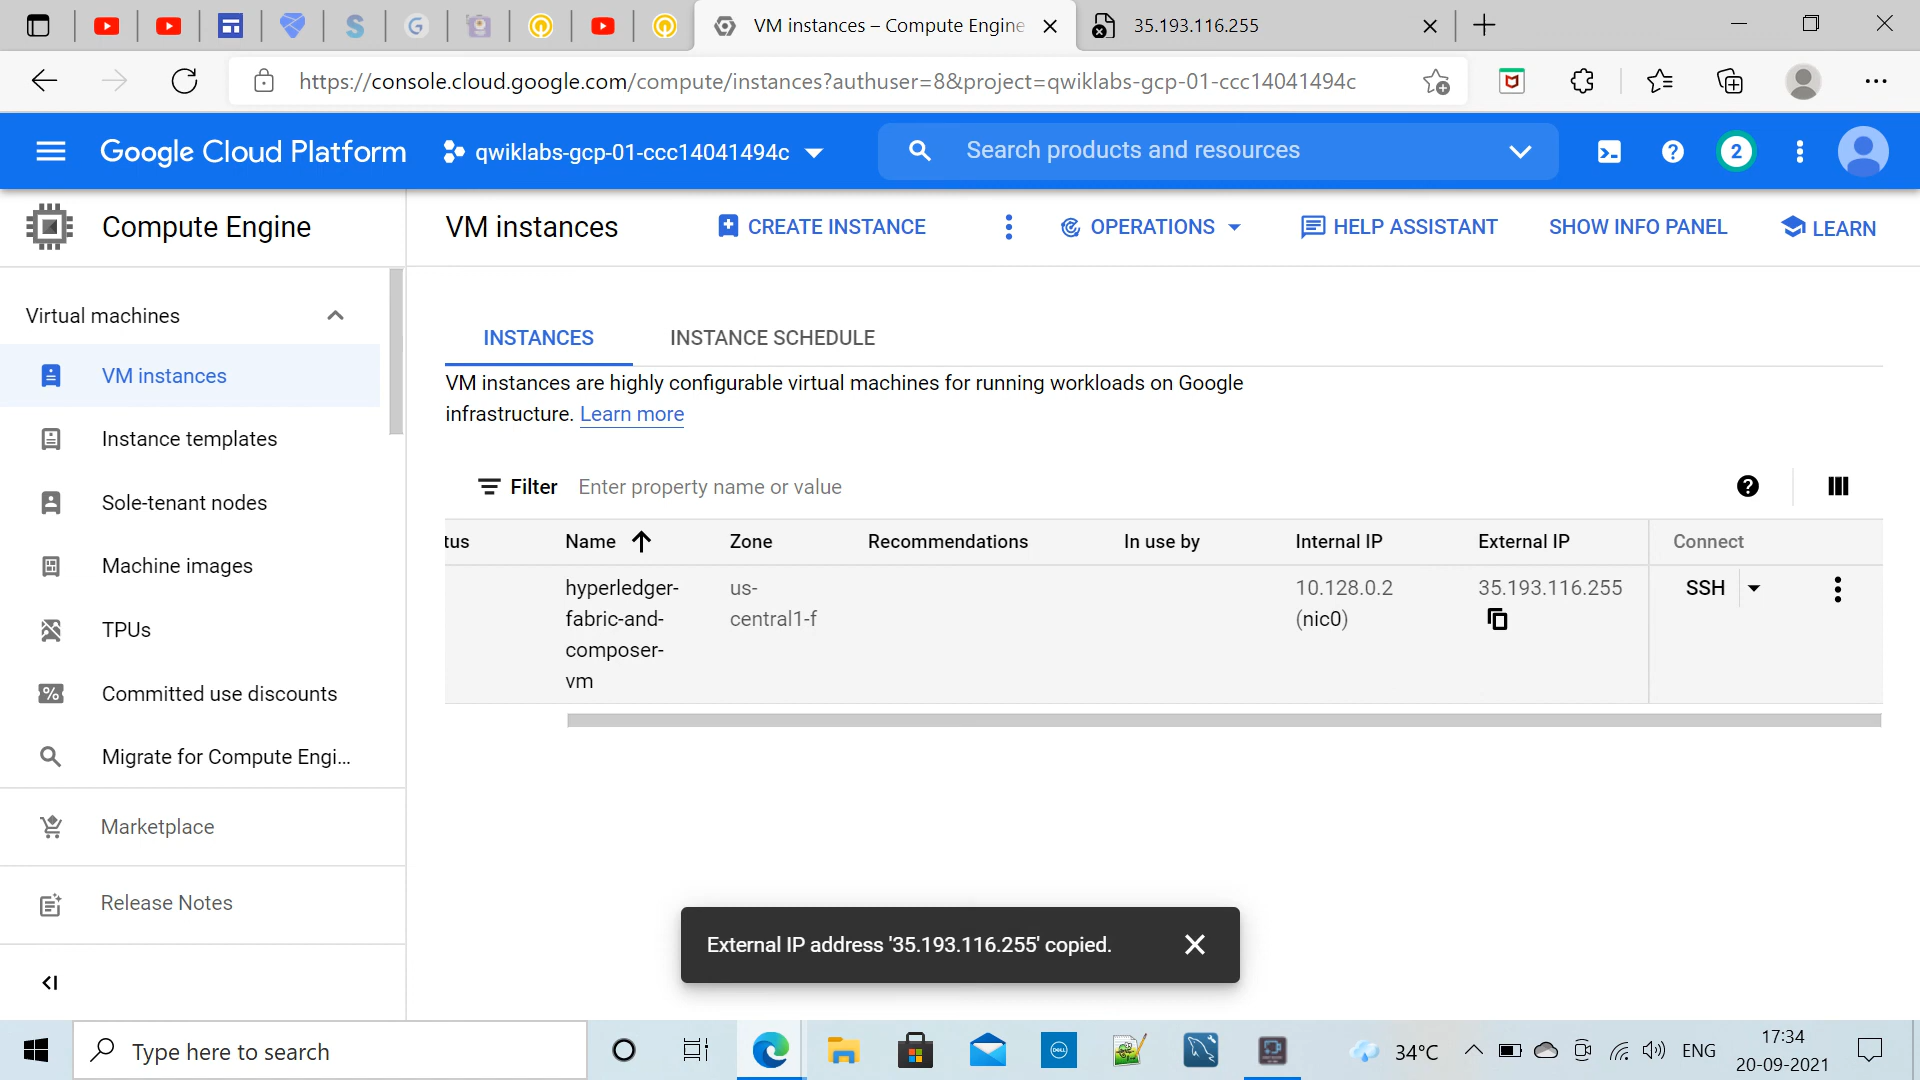 VM instances – Compute Engine
35.193.116.255
https://console.cloud.google.com/compute/instances?authuser=8&project=qwiklabs-gcp-01-ccc14041494c
Google Cloud Platform
qwiklabs-gcp-01-ccc14041494c
Search products and resources
2
Compute Engine
VM instances
CREATE INSTANCE
OPERATIONS
HELP ASSISTANT
SHOW INFO PANEL
LEARN
Virtual machines
VM instances
Instance templates
Sole-tenant nodes
Machine images
TPUs
Committed use discounts
Migrate for Compute Engi...
Marketplace
Release Notes
INSTANCES
INSTANCE SCHEDULE
VM instances are highly configurable virtual machines for running workloads on Google
infrastructure. Learn more
Filter Enter property name or value
tus Name Zone Recommendations In use by Internal IP External IP Connect
hyperledger- us- 10.128.0.2 35.193.116.255 SSH
fabric-and- central1-f (nic0)
composer-
vm
External IP address '35.193.116.255' copied.
Type here to search
DELL
34°C
ENG
17:34
20-09-2021